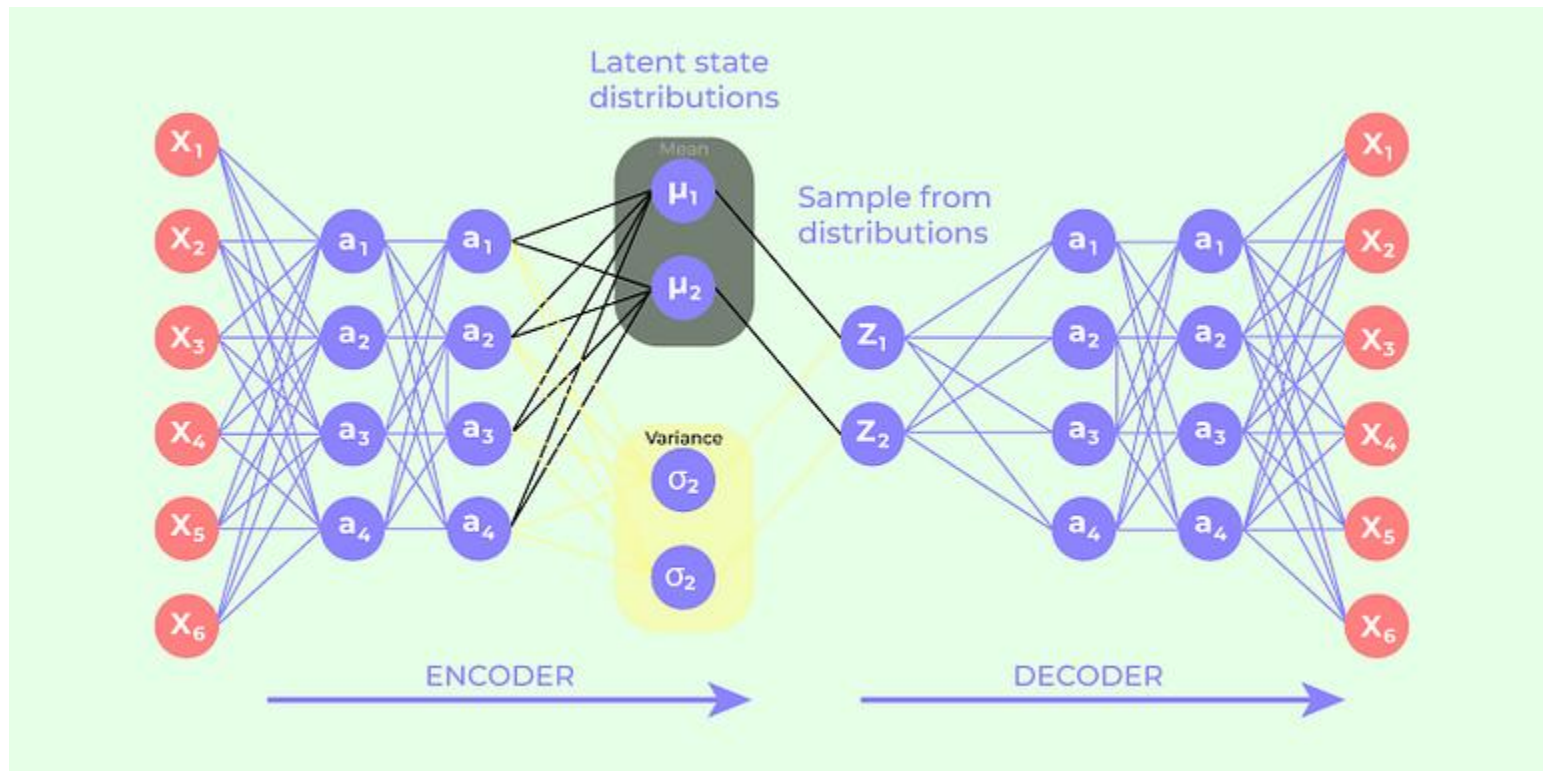 Latent state
distributions
Mean
μ₁
μ₂
Variance
σ₂
σ₂
Sample from
distributions
X₁
X₂
X₃
X₄
X₅
X₆
a₁
a₂
a₃
a₄
a₁
a₂
a₃
a₄
Z₁
Z₂
a₁
a₂
a₃
a₄
a₁
a₂
a₃
a₄
X₁
X₂
X₃
X₄
X₅
X₆
ENCODER
DECODER